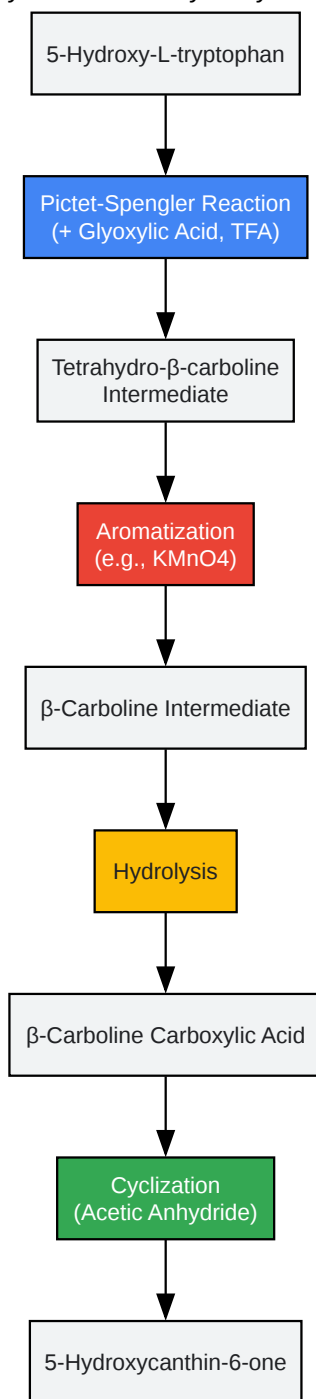 5-Hydroxy-L-tryptophan
Pictet-Spengler Reaction
(+ Glyoxylic Acid, TFA)
Tetrahydro-β-carboline
Intermediate
Aromatization
(e.g., KMnO4)
β-Carboline Intermediate
Hydrolysis
β-Carboline Carboxylic Acid
Cyclization
(Acetic Anhydride)
5-Hydroxycanthin-6-one